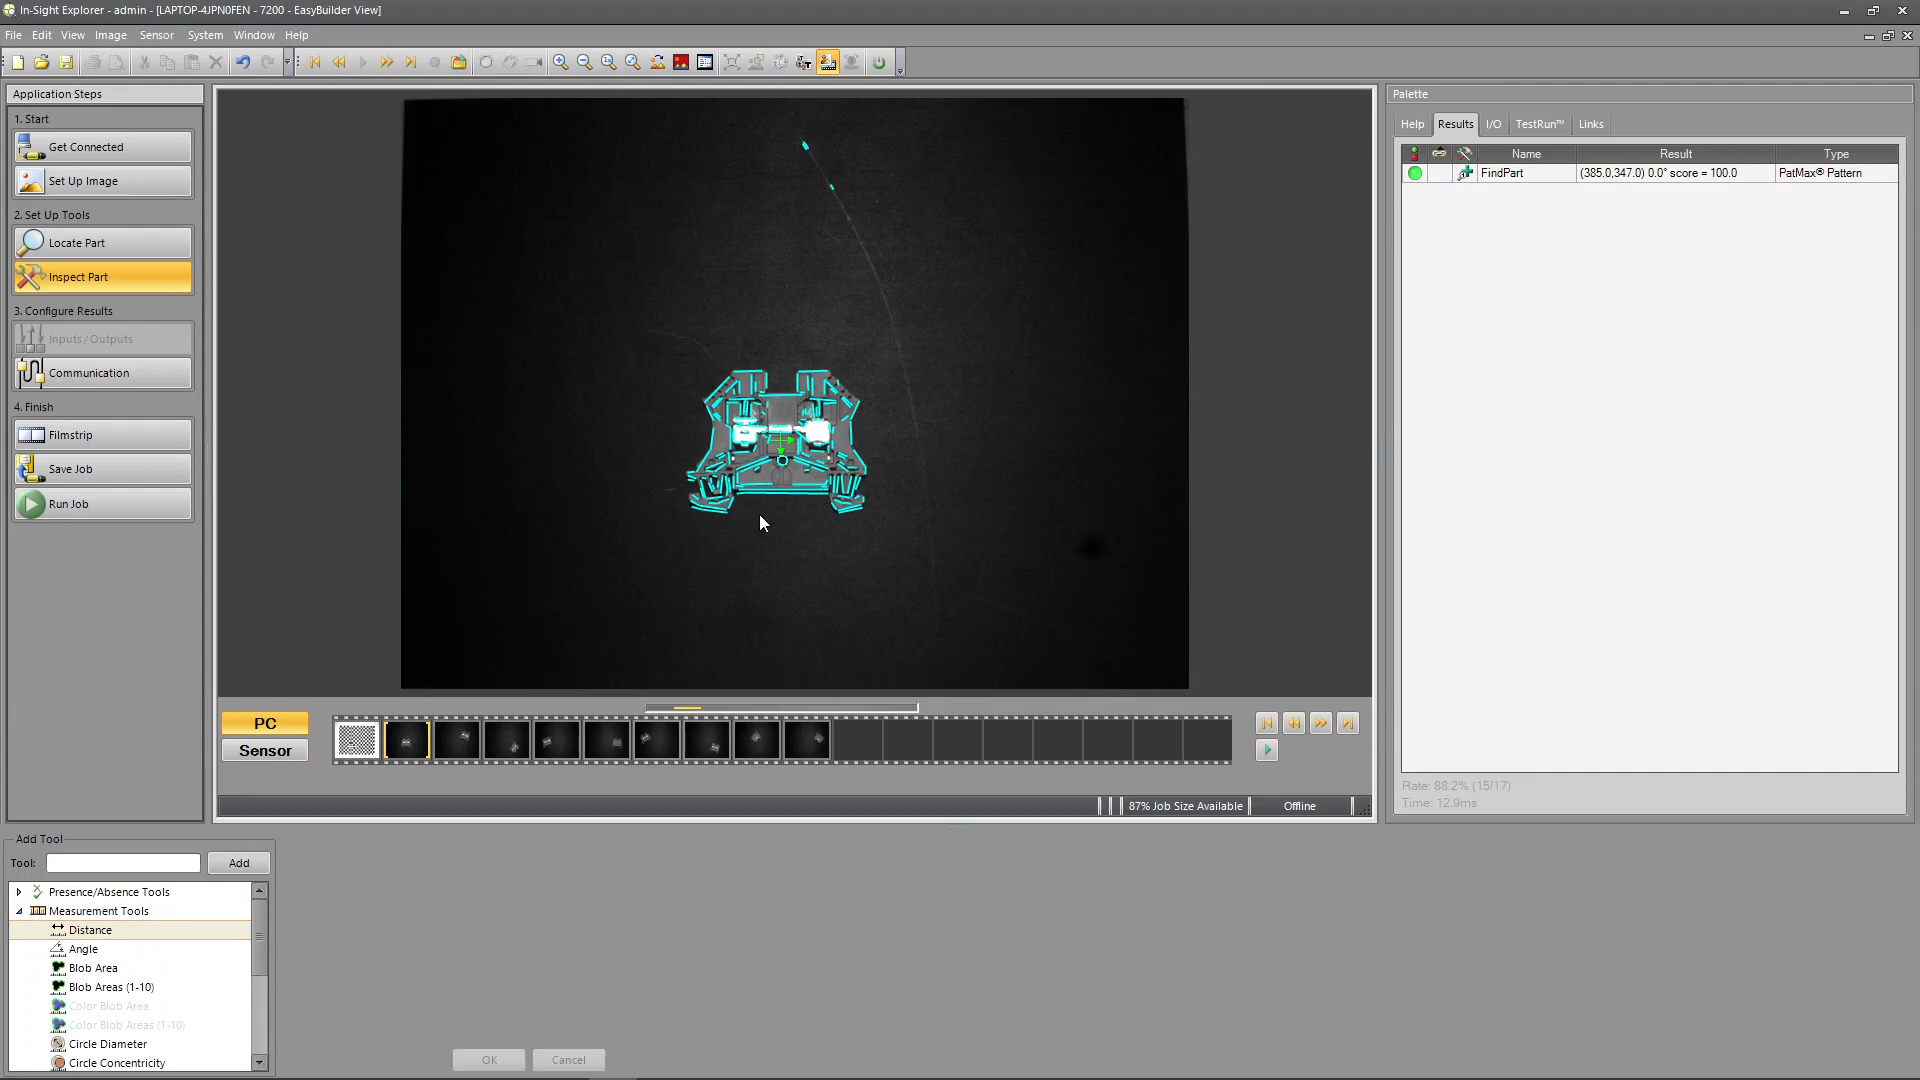 In-Sight Explorer - admin - [LAPTOP-4JPN0FEN - 7200 - EasyBuilder View]
File Edit View Image Sensor System Window Help
Application Steps
1. Start
Get Connected
Set Up Image
2. Set Up Tools
Locate Part
Inspect Part
3. Configure Results
Inputs/Outputs
Communication
4. Finish
Filmstrip
Save Job
Run Job
PC
Sensor
87% Job Size Available Offline
Palette
Help Results I/O TestRun™ Links
Name Result Type
FindPart (385.0,347.0) 0.0° score = 100.0 PatMax® Pattern
Rate: 88.2% (15/17)
Time: 12.9ms
Add Tool
Tool: Add
Presence/Absence Tools
Measurement Tools
Distance
Angle
Blob Area
Blob Areas (1-10)
Color Blob Area
Color Blob Areas (1-10)
Circle Diameter
Circle Concentricity
OK Cancel